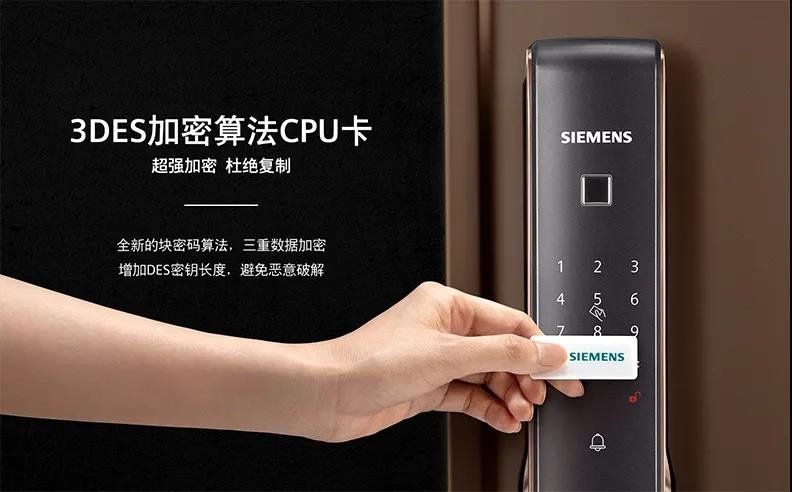 3DES加密算法CPU卡
超强加密 杜绝复制
全新的块密码算法，三重数据加密
增加DES密钥长度，避免恶意破解
SIEMENS
1 2 3
4 5 6
7 8 9
SIEMENS